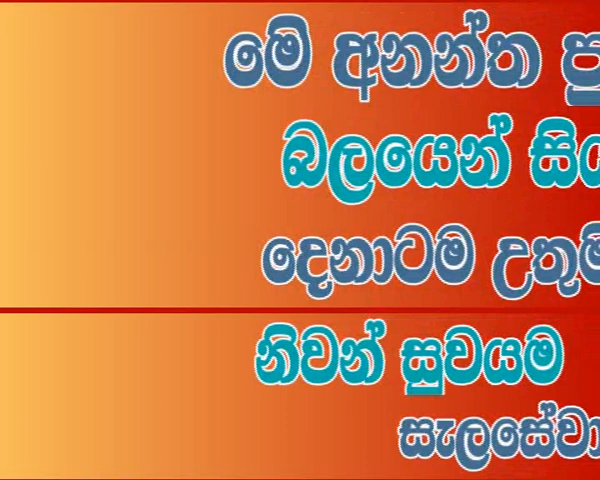 මේ අනන්ත
බලයෙන්
දෙනාටම
නිවන් සුවයම
සැලසේවා